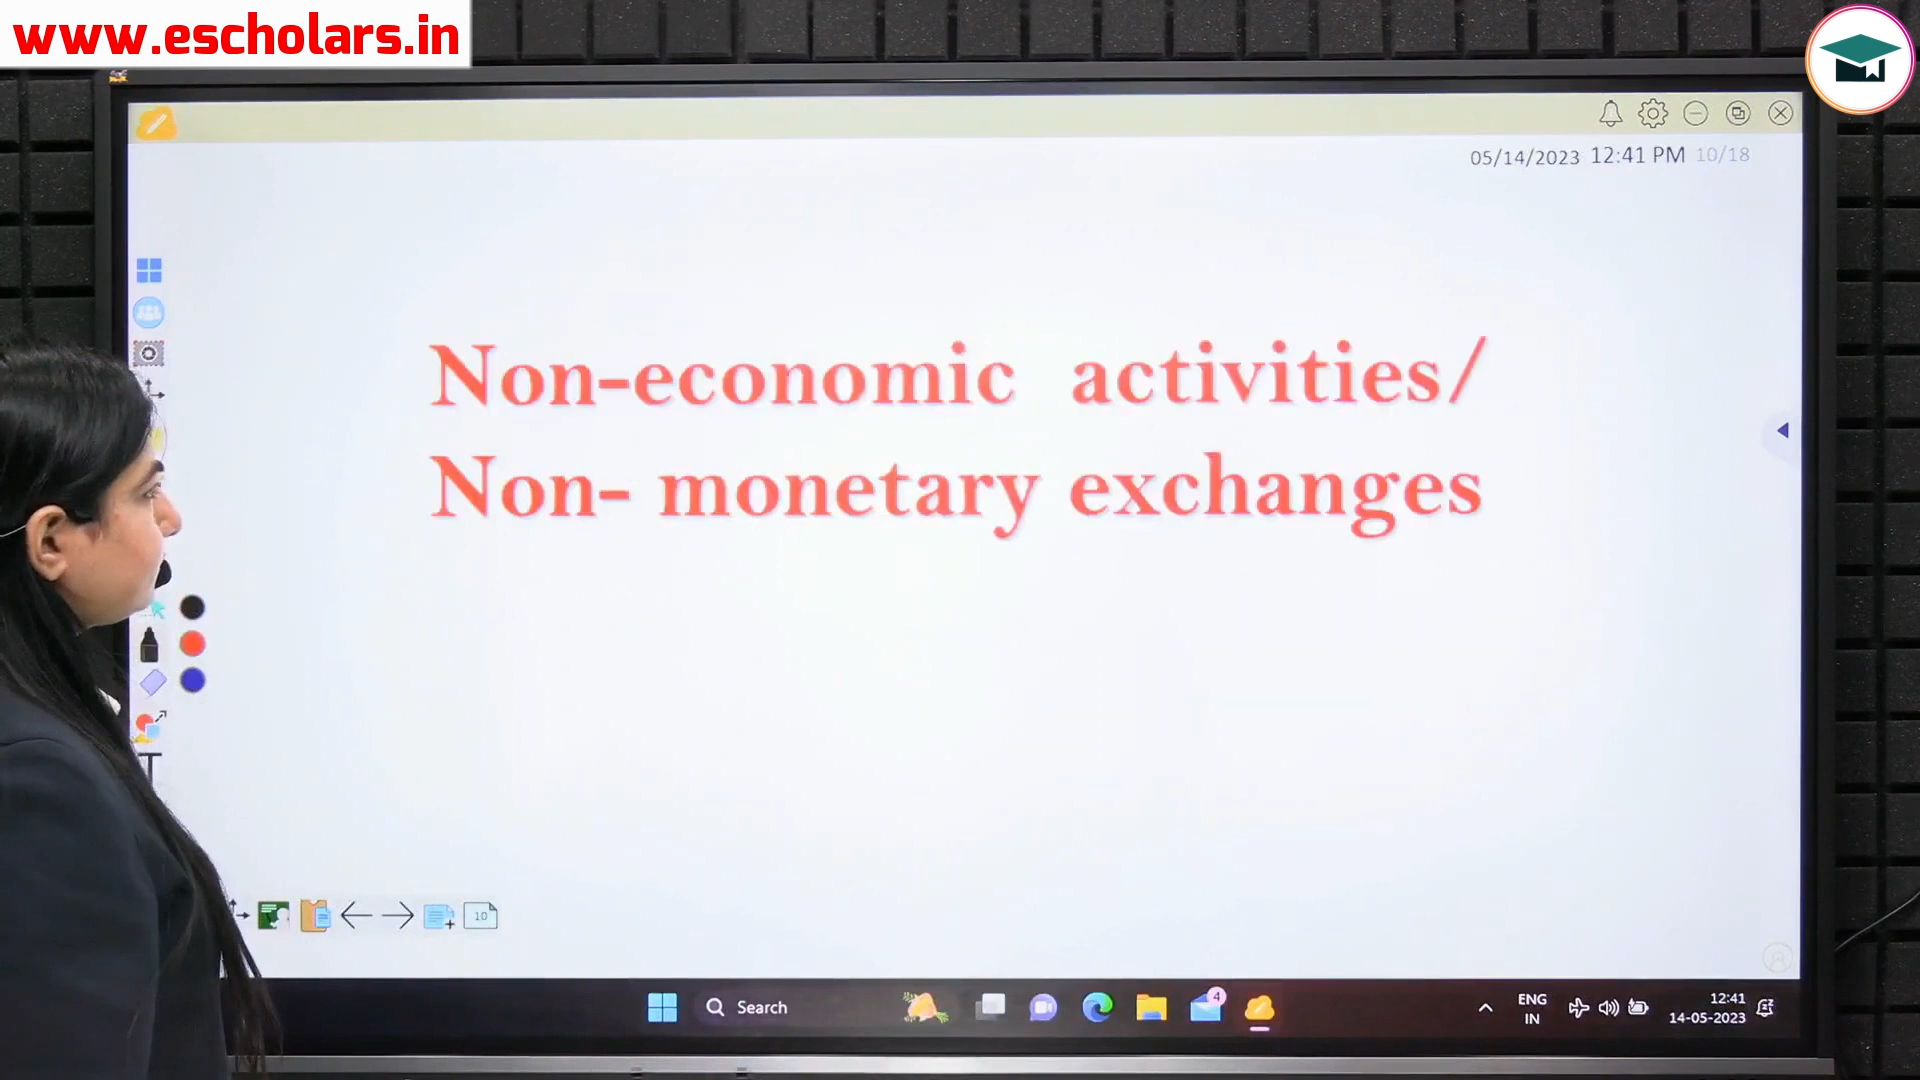 www.escholars.in
05/14/2023 12:41 PM 10/18
Non-economic activities/
Non- monetary exchanges
10
Search
4
ENG
IN
12:41
14-05-2023